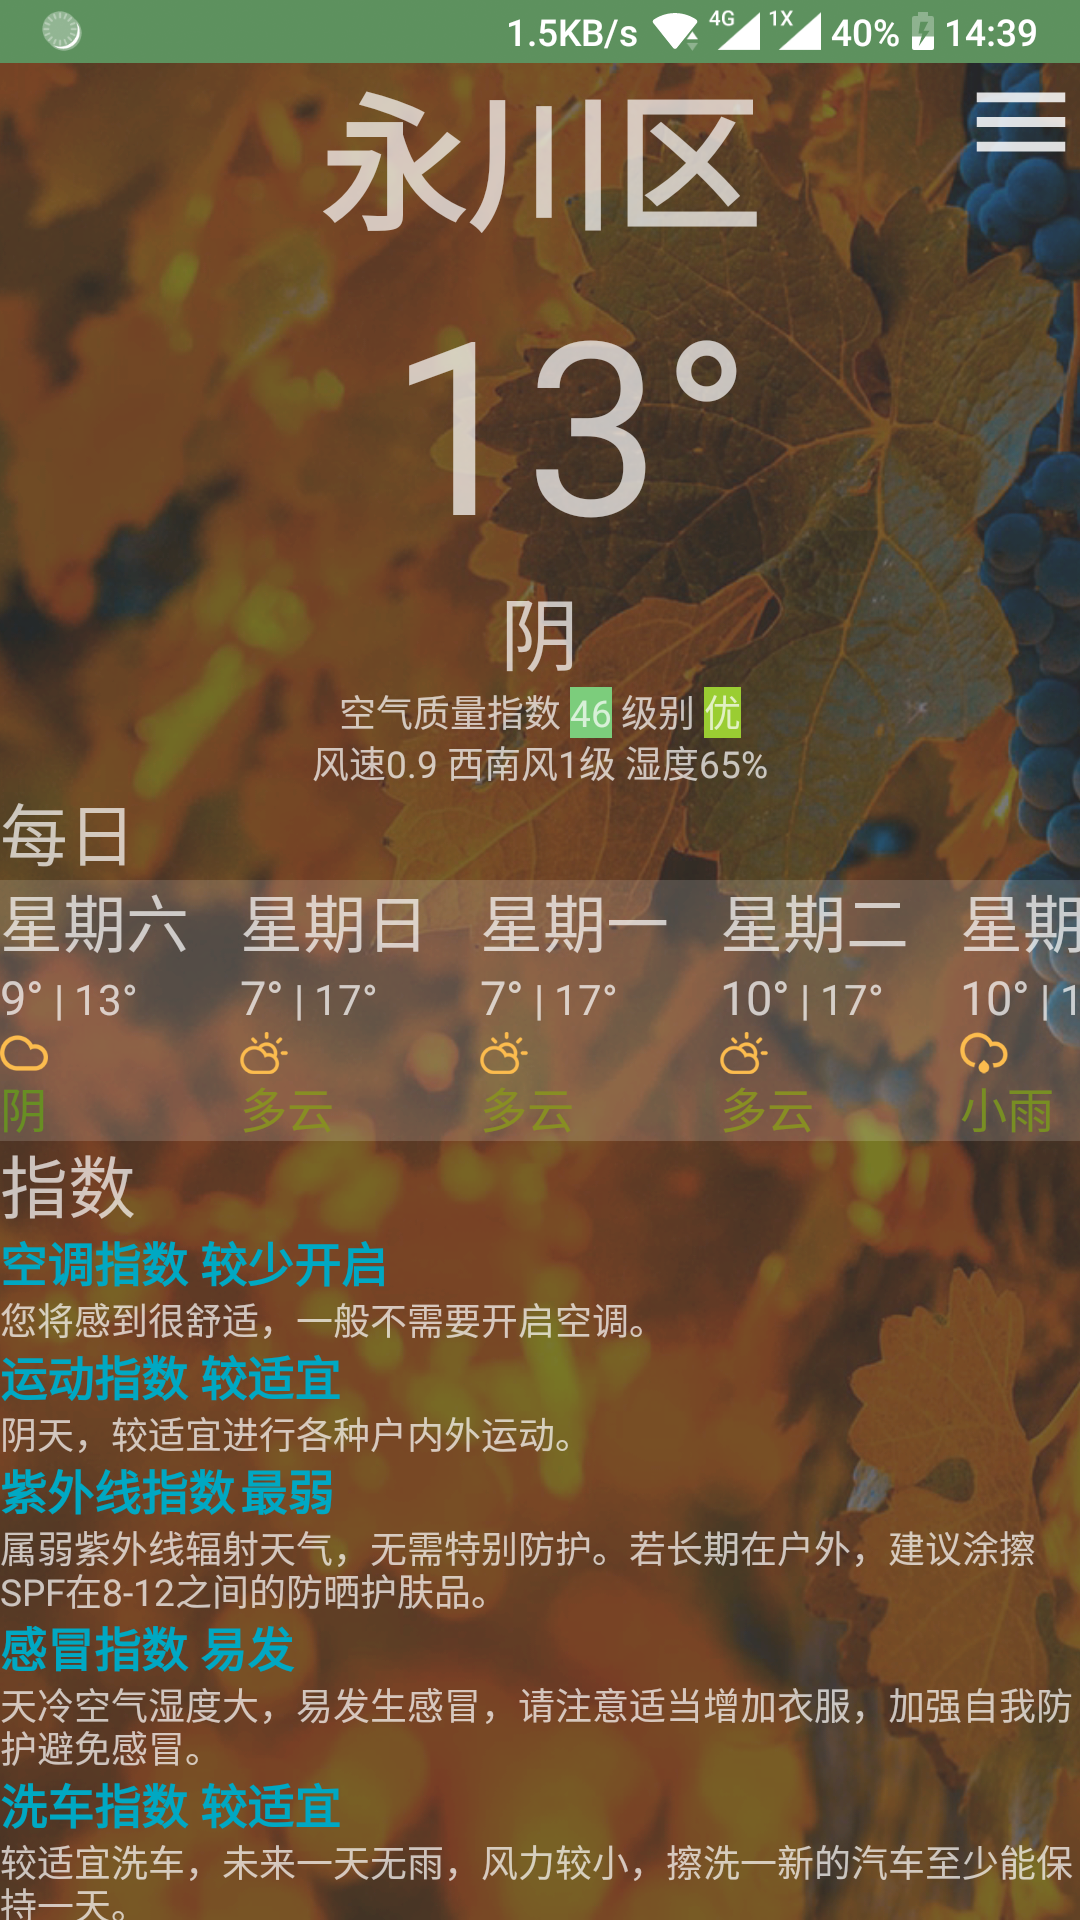 1.5KB/s 4G 1X 40% 14:39
永川区
13°
阴
空气质量指数 46 级别 优
风速0.9 西南风1级 湿度65%
每日
星期六 星期日 星期一 星期二 星期
9° | 13° 7° | 17° 7° | 17° 10° | 17° 10° | 1
阴 多云 多云 多云 小雨
指数
空调指数 较少开启
您将感到很舒适，一般不需要开启空调。
运动指数 较适宜
阴天，较适宜进行各种户内外运动。
紫外线指数 最弱
属弱紫外线辐射天气，无需特别防护。若长期在户外，建议涂擦
SPF在8-12之间的防晒护肤品。
感冒指数 易发
天冷空气湿度大，易发生感冒，请注意适当增加衣服，加强自我防
护避免感冒。
洗车指数 较适宜
较适宜洗车，未来一天无雨，风力较小，擦洗一新的汽车至少能保
持一天。